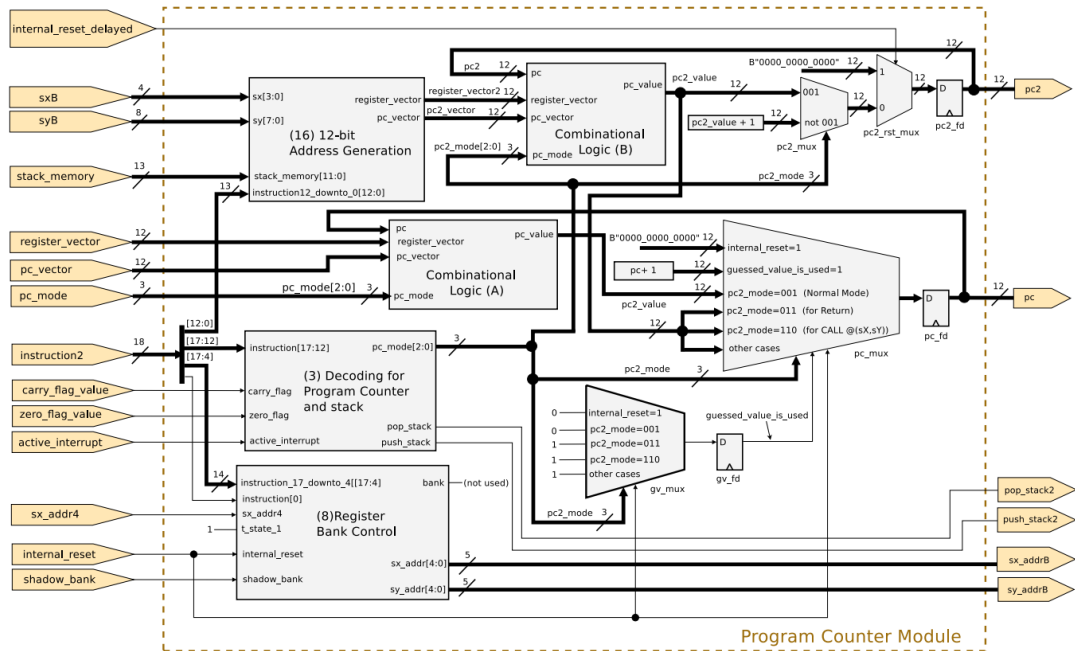 internal_reset_delayed
12
12
pc2
12
B"0000_0000_0000"
12
1
12
12
pc2
sxB
4
syB
8
sx[3:0]
sy[7:0]
register_vector
pc_vector
(16) 12-bit
Address Generation
stack_memory[11:0]
instruction12_downto_0[12:0]
register_vector2
12
pc2_vector
12
pc
register_vector
pc_vector
pc_mode
pc_value
Combinational
Logic (B)
pc2_value
12
001
not 001
pc2_value + 1
12
pc2_mux
12
0
pc2_rst_mux
D
pc2_fd
pc2_mode[2:0]
3
pc2_mode
3
stack_memory
13
13
register_vector
12
pc_vector
12
pc_mode
3
pc_mode[2:0]
3
pc
register_vector
pc_vector
pc_mode
pc_value
Combinational
Logic (A)
B"0000_0000_0000"
12
internal_reset=1
pc+ 1
12
guessed_value_is_used=1
12
pc2_mode=001 (Normal Mode)
pc2_value
12
pc2_mode=011 (for Return)
pc2_mode=110 (for CALL @(sX,sY))
other cases
pc_mux
D
pc_fd
12
pc
pc2_mode
3
instruction2
18
[12:0]
[17:12]
[17:4]
instruction[17:12]
pc_mode[2:0]
3
(3) Decoding for
Program Counter
and stack
carry_flag
zero_flag
active_interrupt
pop_stack
push_stack
carry_flag_value
zero_flag_value
active_interrupt
0
internal_reset=1
0
pc2_mode=001
1
pc2_mode=011
1
pc2_mode=110
1
other cases
gv_mux
pc2_mode
3
D
gv_fd
guessed_value_is_used
14
instruction_17_downto_4[[17:4]
instruction[0]
sx_addr4
1
t_state_1
internal_reset
shadow_bank
bank
(not used)
(8)Register
Bank Control
sx_addr[4:0]
5
sy_addr[4:0]
5
sx_addr4
internal_reset
shadow_bank
pop_stack2
push_stack2
sx_addrB
sy_addrB
Program Counter Module